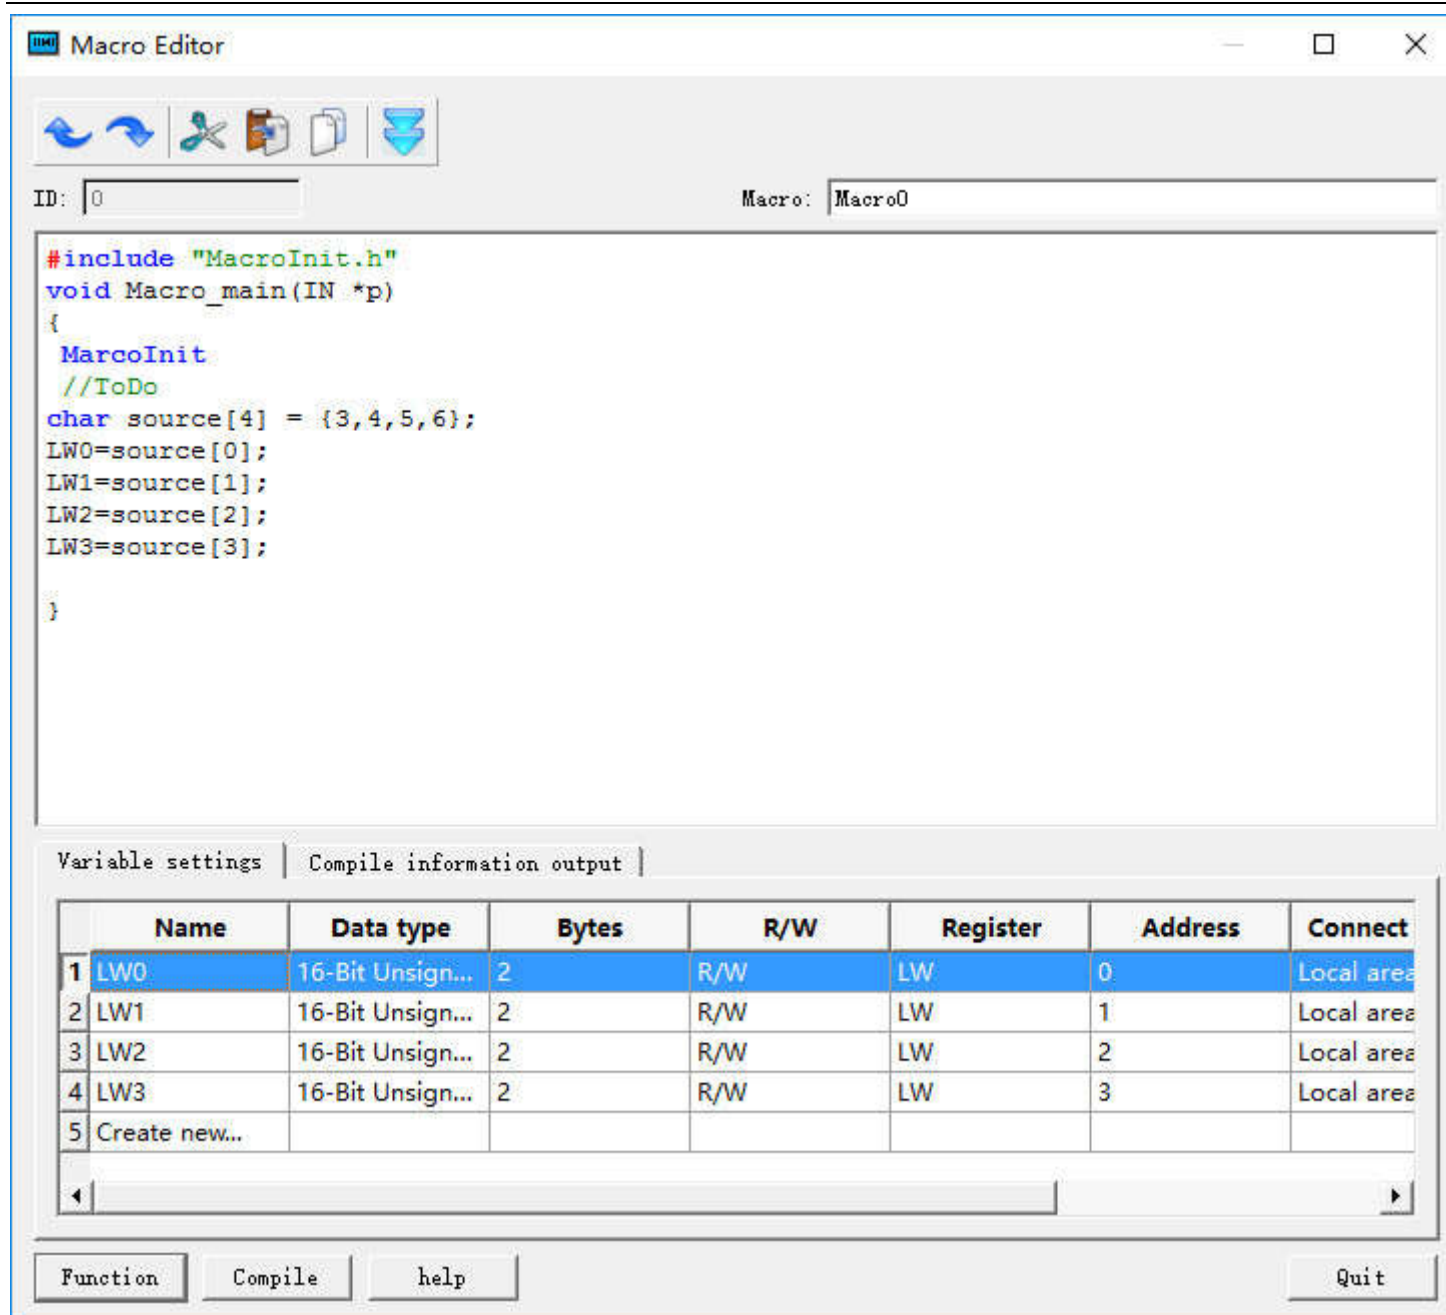 Macro Editor
ID: 0 Macro: Macro0
#include "MacroInit.h"
void Macro_main(IN *p)
{
MarcoInit
//ToDo
char source[4] = {3,4,5,6};
LW0=source[0];
LW1=source[1];
LW2=source[2];
LW3=source[3];
}
Variable settings Compile information output
Name Data type Bytes R/W Register Address Connect
1 LW0 16-Bit Unsign... 2 R/W LW 0 Local area
2 LW1 16-Bit Unsign... 2 R/W LW 1 Local area
3 LW2 16-Bit Unsign... 2 R/W LW 2 Local area
4 LW3 16-Bit Unsign... 2 R/W LW 3 Local area
5 Create new...
Function Compile help Quit